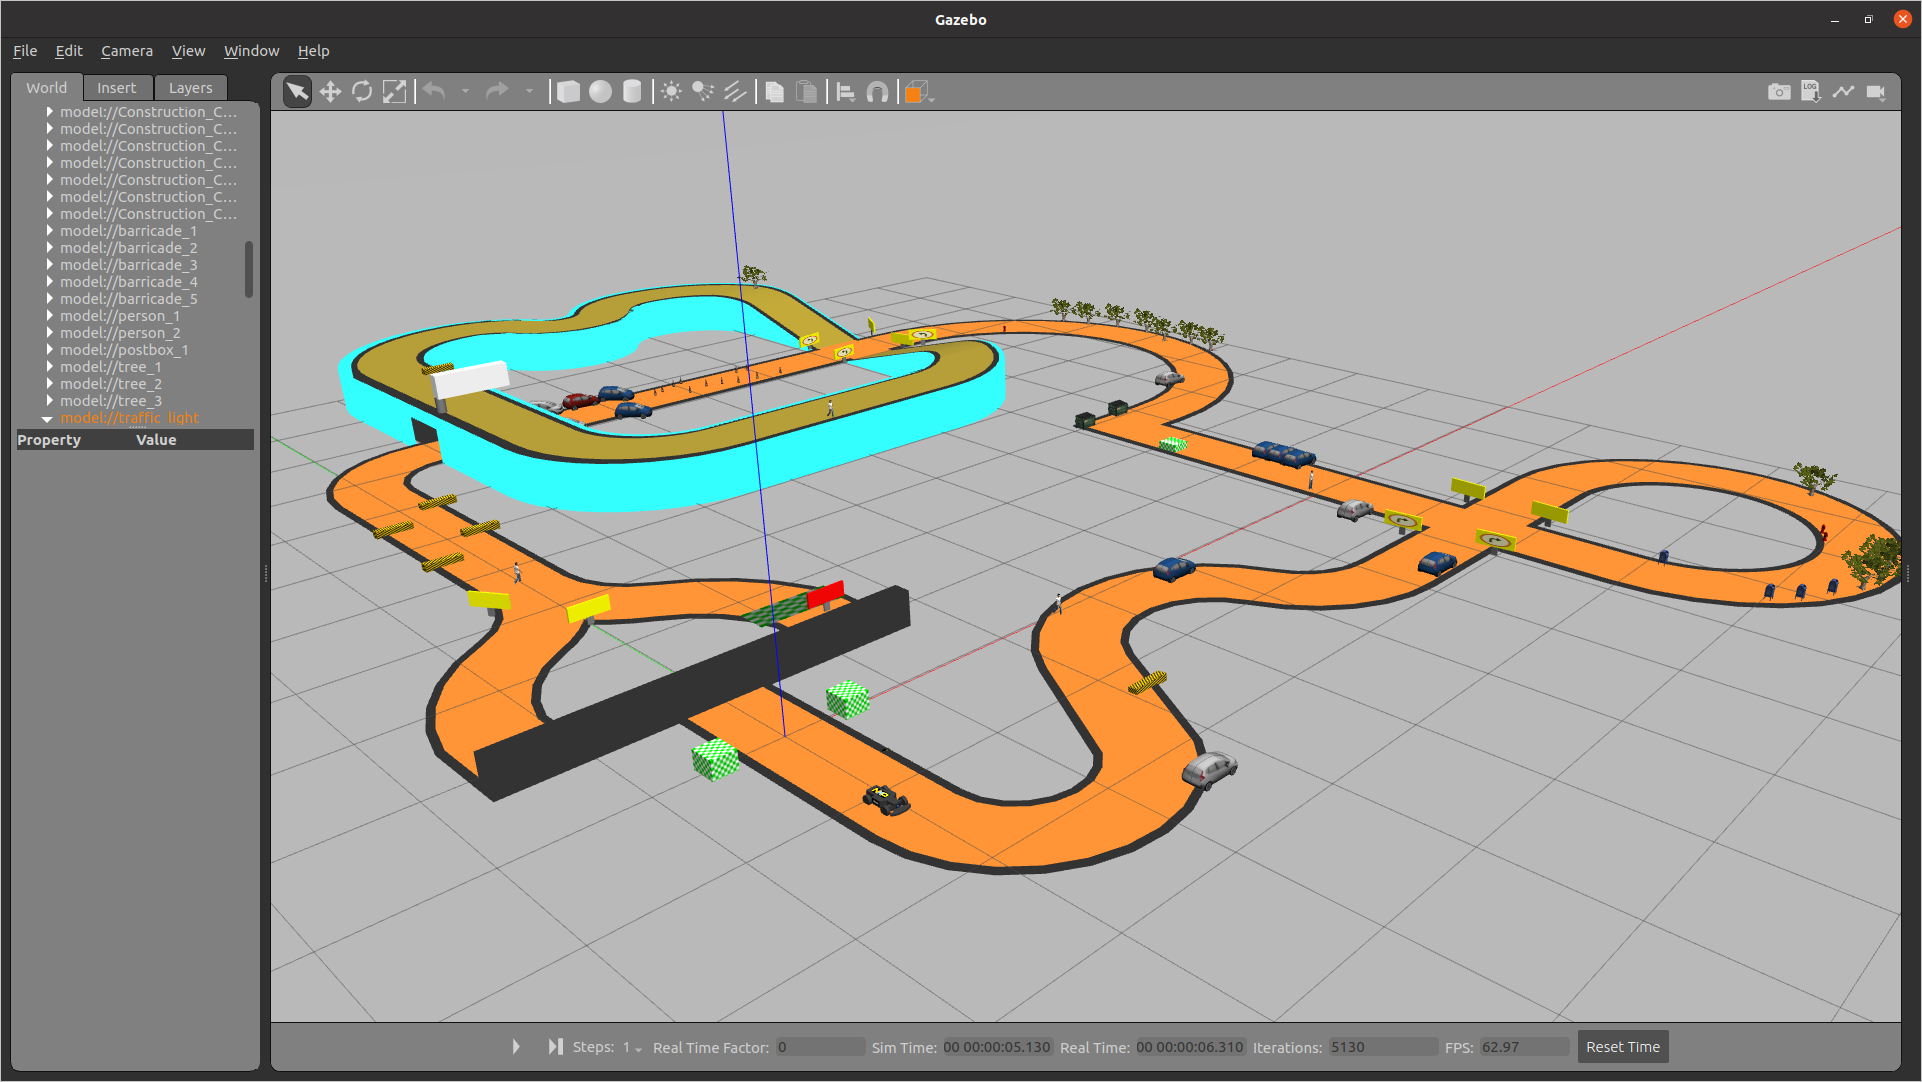 Gazebo
File Edit Camera View Window Help
World Insert Layers
LOG
model://Construction_C...
model://Construction_C...
model://Construction_C...
model://Construction_C...
model://Construction_C...
model://Construction_C...
model://Construction_C...
model://barricade_1
model://barricade_2
model://barricade_3
model://barricade_4
model://barricade_5
model://person_1
model://person_2
model://postbox_1
model://tree_1
model://tree_2
model://tree_3
model://traffic_light
Property Value
Steps: 1 Real Time Factor: 0 Sim Time: 00 00:00:05.130 Real Time: 00 00:00:06.310 Iterations: 5130 FPS: 62.97 Reset Time